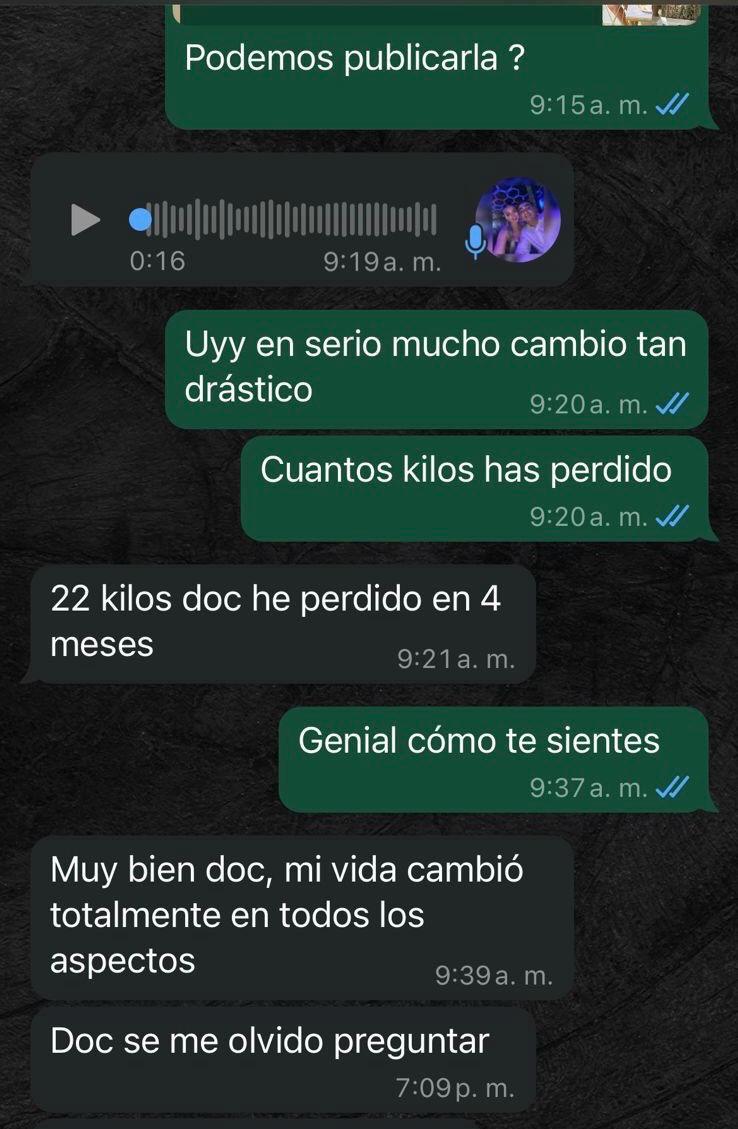 Podemos publicarla ?
9:15 a. m.
0:16
9:19 a. m.
Uyy en serio mucho cambio tan
drástico
9:20 a. m.
Cuantos kilos has perdido
9:20 a. m.
22 kilos doc he perdido en 4
meses
9:21 a. m.
Genial cómo te sientes
9:37 a. m.
Muy bien doc, mi vida cambió
totalmente en todos los
aspectos
9:39 a. m.
Doc se me olvido preguntar
7:09 p. m.